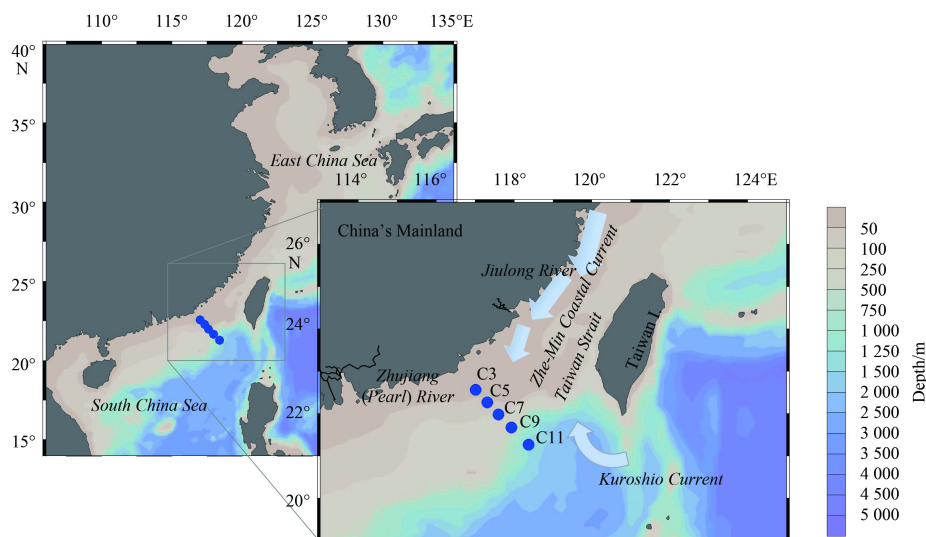 110° 115° 120° 125° 130° 135°E
40°
N
35°
30°
25°
20°
15°
East China Sea
South China Sea
114° 116° 118° 120° 122° 124°E
26°
N
24°
22°
20°
China's Mainland
Jiulong River
Zhe-Min Coastal Current
Taiwan Strait
Taiwan I.
Zhujiang
(Pearl) River
C3
C5
C7
C9
C11
Kuroshio Current
50
100
250
500
750
1 000
1 250
1 500
2 000
2 500
3 000
3 500
4 000
4 500
5 000
Depth/m